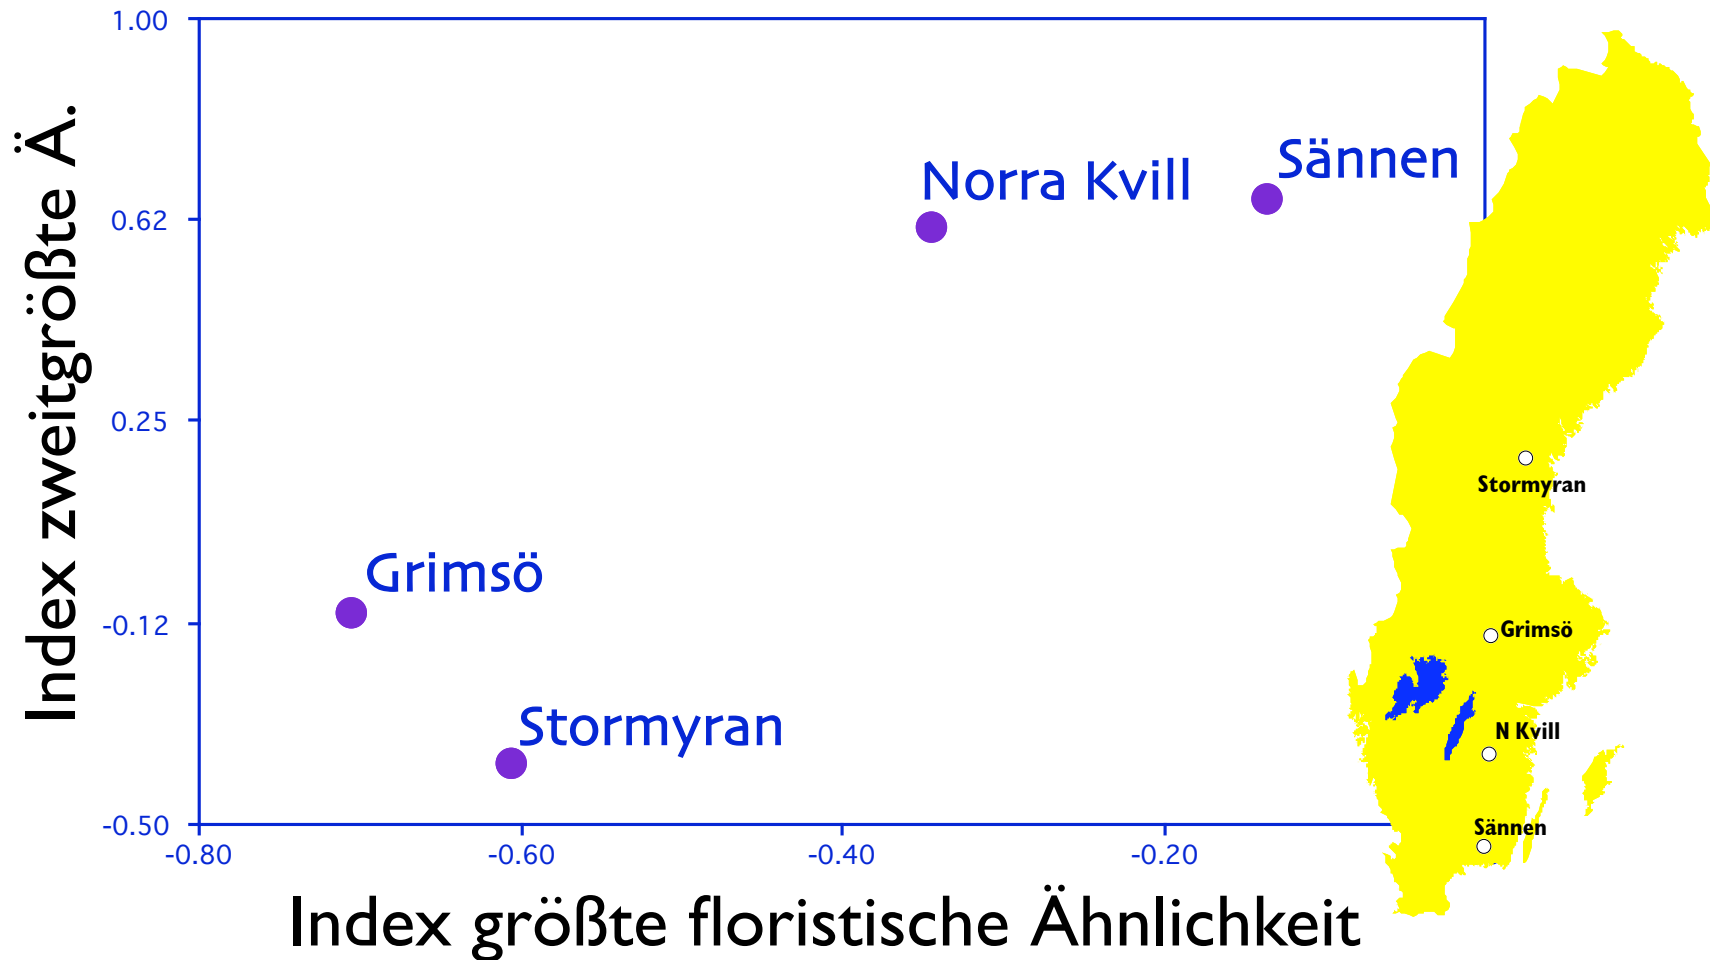 1.00
0.62
0.25
-0.12
-0.50
Index zweitgrößte Ä.
Norra Kvill
Sännen
Grimsö
Stormyran
-0.80
-0.60
-0.40
-0.20
Index größte floristische Ähnlichkeit
Stormyran
Grimsö
N Kvill
Sännen